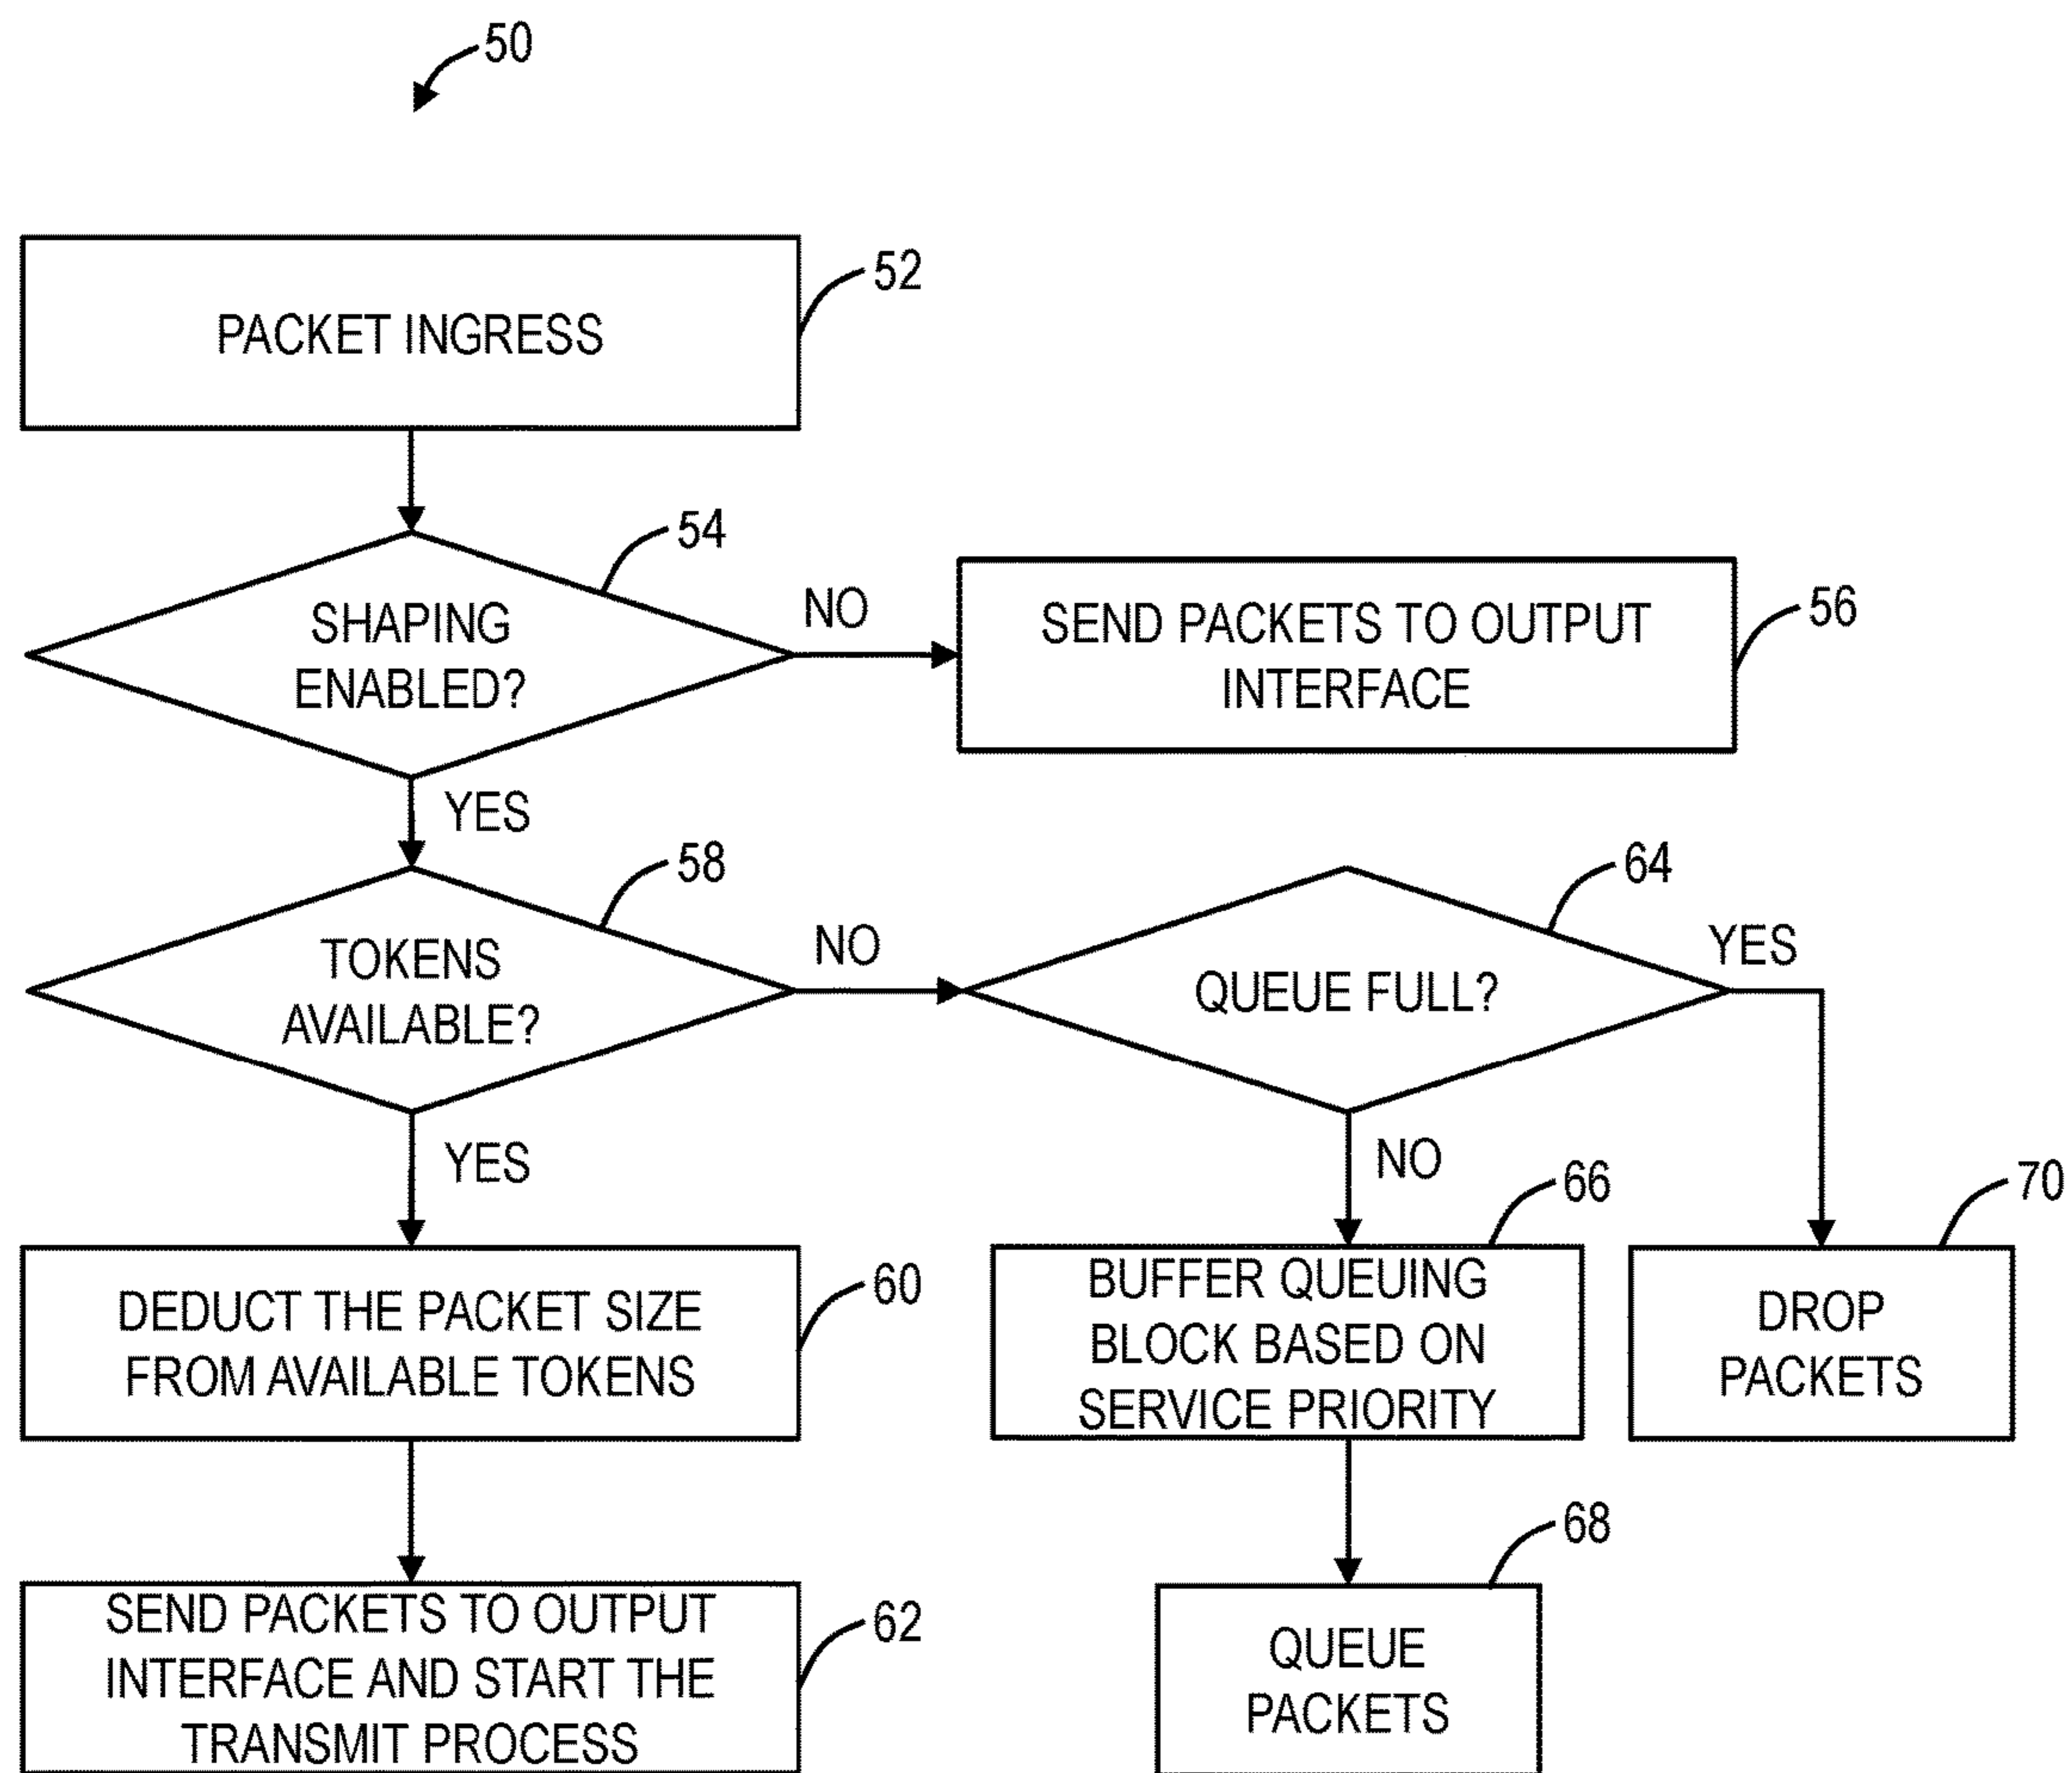 50
PACKET INGRESS
52
SHAPING
ENABLED?
54
NO
SEND PACKETS TO OUTPUT
INTERFACE
56
YES
TOKENS
AVAILABLE?
58
NO
QUEUE FULL?
64
YES
YES
NO
DEDUCT THE PACKET SIZE
FROM AVAILABLE TOKENS
60
BUFFER QUEUING
BLOCK BASED ON
SERVICE PRIORITY
66
DROP
PACKETS
70
SEND PACKETS TO OUTPUT
INTERFACE AND START THE
TRANSMIT PROCESS
62
QUEUE
PACKETS
68